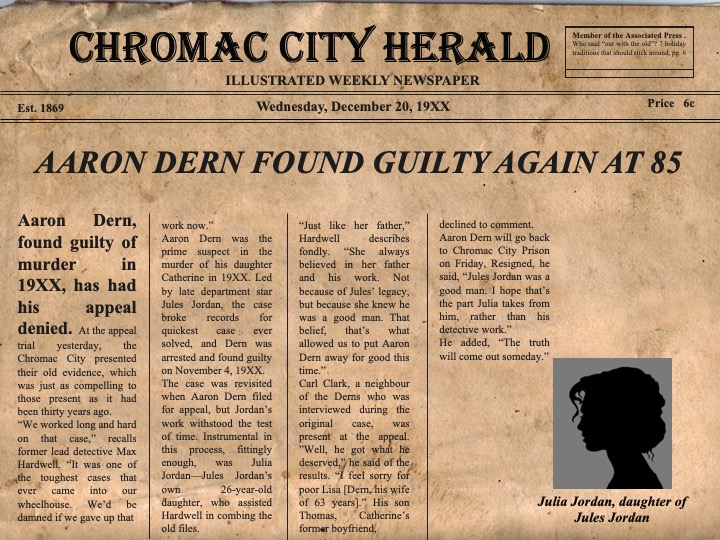 CHROMAC CITY HERALD
Member of the Associated Press .
Who said “out with the old”? 7 holiday
traditions that should stick around, pg. 6
ILLUSTRATED WEEKLY NEWSPAPER
Est. 1869
Wednesday, December 20, 19XX
Price 6c
AARON DERN FOUND GUILTY AGAIN AT 85
Aaron Dern,
found guilty of
murder in
19XX, has had
his appeal
denied. At the appeal
trial yesterday, the
Chromac City presented
their old evidence, which
was just as compelling to
those present as it had
been thirty years ago.
“We worked long and hard
on that case,” recalls
former lead detective Max
Hardwell. “It was one of
the toughest cases that
ever came into our
wheelhouse. We’d be
damned if we gave up that
work now.”
Aaron Dern was the
prime suspect in the
murder of his daughter
Catherine in 19XX. Led
by late department star
Jules Jordan, the case
broke records for
quickest case ever
solved, and Dern was
arrested and found guilty
on November 4, 19XX.
The case was revisited
when Aaron Dern filed
for appeal, but Jordan’s
work withstood the test
of time. Instrumental in
this process, fittingly
enough, was Julia
Jordan—Jules Jordan’s
own 26-year-old
daughter, who assisted
Hardwell in combing the
old files.
“Just like her father,”
Hardwell describes
fondly. “She always
believed in her father
and his work. Not
because of Jules’ legacy,
but because she knew he
was a good man. That
belief, that’s what
allowed us to put Aaron
Dern away for good this
time.”.
Carl Clark, a neighbour
of the Derns who was
interviewed during the
original case, was
present at the appeal.
”Well, he got what he
deserved,” he said of the
results. “I feel sorry for
poor Lisa [Dern, his wife
of 63 years].” His son
Thomas, Catherine’s
former boyfriend,
declined to comment.
Aaron Dern will go back
to Chromac City Prison
on Friday, Resigned, he
said, “Jules Jordan was a
good man. I hope that’s
the part Julia takes from
him, rather than his
detective work.”
He added, “The truth
will come out someday.”
Julia Jordan, daughter of
Jules Jordan